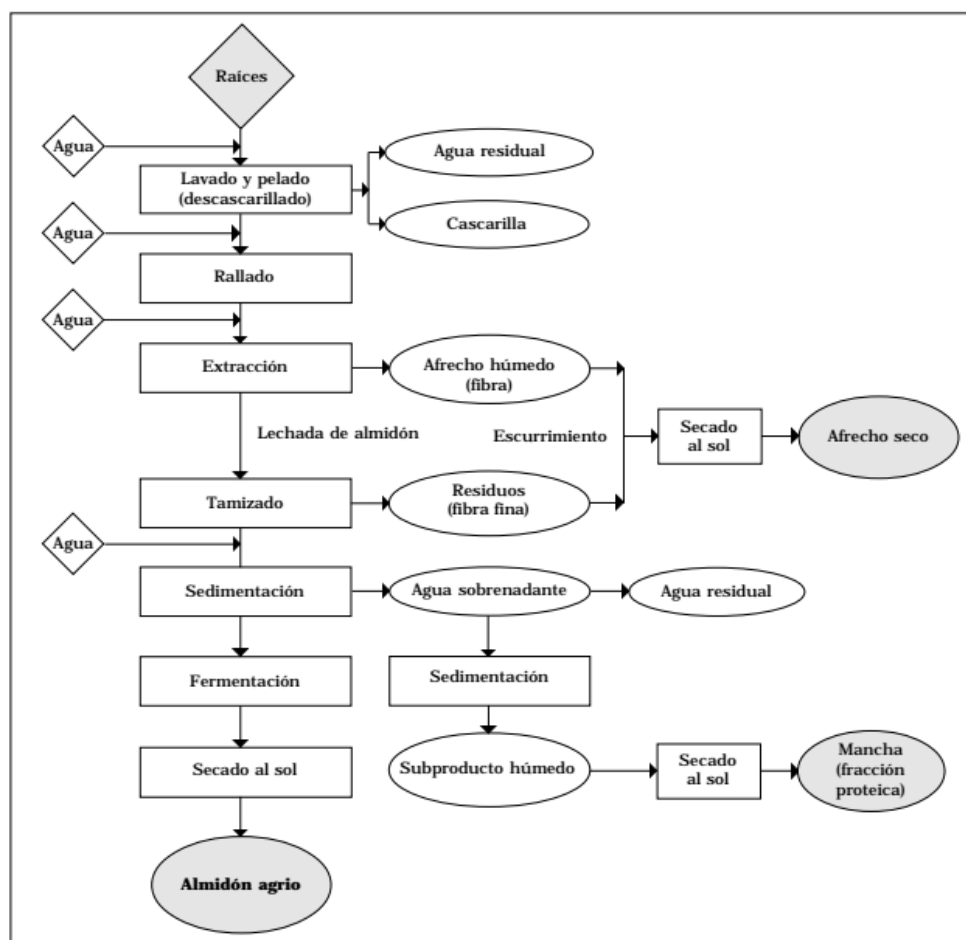 Raíces
Agua
Lavado y pelado
(descascarillado)
Agua residual
Cascarilla
Agua
Rallado
Agua
Extracción
Afrecho húmedo
(fibra)
Lechada de almidón
Escurrimiento
Secado
al sol
Afrecho seco
Tamizado
Residuos
(fibra fina)
Agua
Sedimentación
Agua sobrenadante
Agua residual
Fermentación
Sedimentación
Secado al sol
Subproducto húmedo
Secado
al sol
Mancha
(fracción
proteica)
Almidón agrio